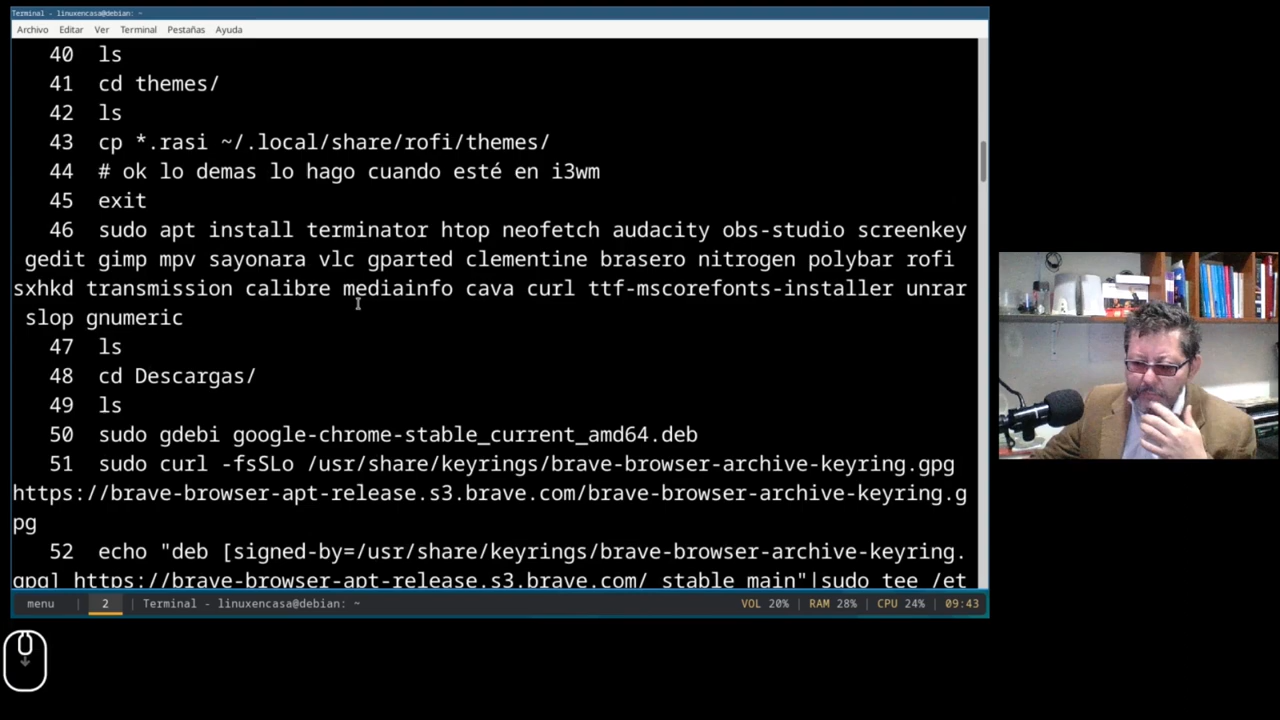 Terminal - linuxencasa@debian: ~
Archivo Editar Ver Terminal Pestañas Ayuda
40 ls
41 cd themes/
42 ls
43 cp *.rasi ~/.local/share/rofi/themes/
44 # ok lo demas lo hago cuando esté en i3wm
45 exit
46 sudo apt install terminator htop neofetch audacity obs-studio screenkey
gedit gimp mpv sayonara vlc gparted clementine brasero nitrogen polybar rofi
sxhkd transmission calibre mediainfo cava curl ttf-mscorefonts-installer unrar
slop gnumeric
47 ls
48 cd Descargas/
49 ls
50 sudo gdebi google-chrome-stable_current_amd64.deb
51 sudo curl -fsSLo /usr/share/keyrings/brave-browser-archive-keyring.gpg
https://brave-browser-apt-release.s3.brave.com/brave-browser-archive-keyring.g
pg
52 echo "deb [signed-by=/usr/share/keyrings/brave-browser-archive-keyring.
gpg] https://brave-browser-apt-release.s3.brave.com/ stable main"|sudo tee /et
menu | 2 | Terminal - linuxencasa@debian: ~ VOL 20% | RAM 28% | CPU 24% | 09:43